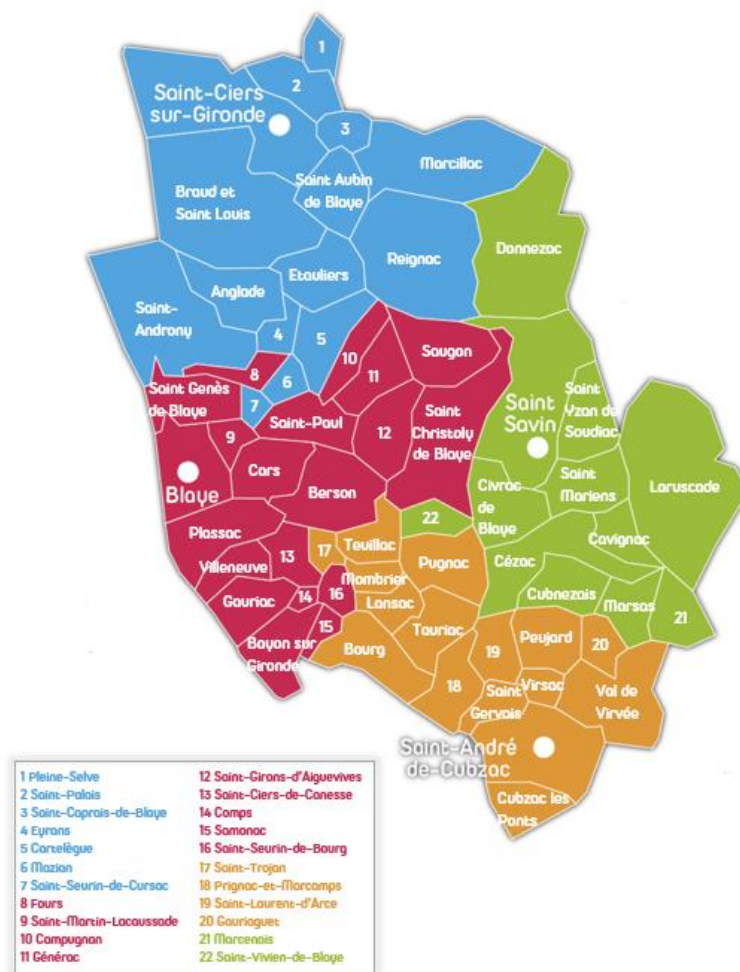 1
2
Saint-Ciers
sur-Gironde
3
Marcillac
Saint Aubin
de Blaye
Braud et
Saint Louis
Donnezac
Reignac
Etauliers
Anglade
Saint-
Androny
4
5
10
Saugon
8
11
6
Saint Genès
de Blaye
7
Saint-Paul
Saint
Christoly
de Blaye
12
Saint
Savin
Saint
Yzan de
Soudiac
9
Cars
Blaye
Berson
Saint
Mariens
Laruscade
Civrac
de
Blaye
22
Plassac
17
Teuillac
Cavignac
13
Villeneuve
Pugnac
Cézac
Mombrier
14
16
Lansac
Gauriac
Cubnezais
Marsas
21
15
Tauriac
Peujard
20
Bayon sur
Gironde
Bourg
19
18
Saint
Gervais
Virsac
Val de
Virvée
Saint-André
de-Cubzac
Cubzac les
Ponts
1 Pleine-Selve
2 Saint-Palais
3 Saint-Caprais-de-Blaye
4 Eyrans
5 Cartelègue
6 Mazion
7 Saint-Seurin-de-Cursac
8 Fours
9 Saint-Martin-Lacaussade
10 Campugnan
11 Générac
12 Saint-Girons-d'Aiguevives
13 Saint-Ciers-de-Canesse
14 Comps
15 Samonac
16 Saint-Seurin-de-Bourg
17 Saint-Trojan
18 Prignac-et-Marcamps
19 Saint-Laurent-d'Arce
20 Gauriaguet
21 Marcenais
22 Saint-Vivien-de-Blaye